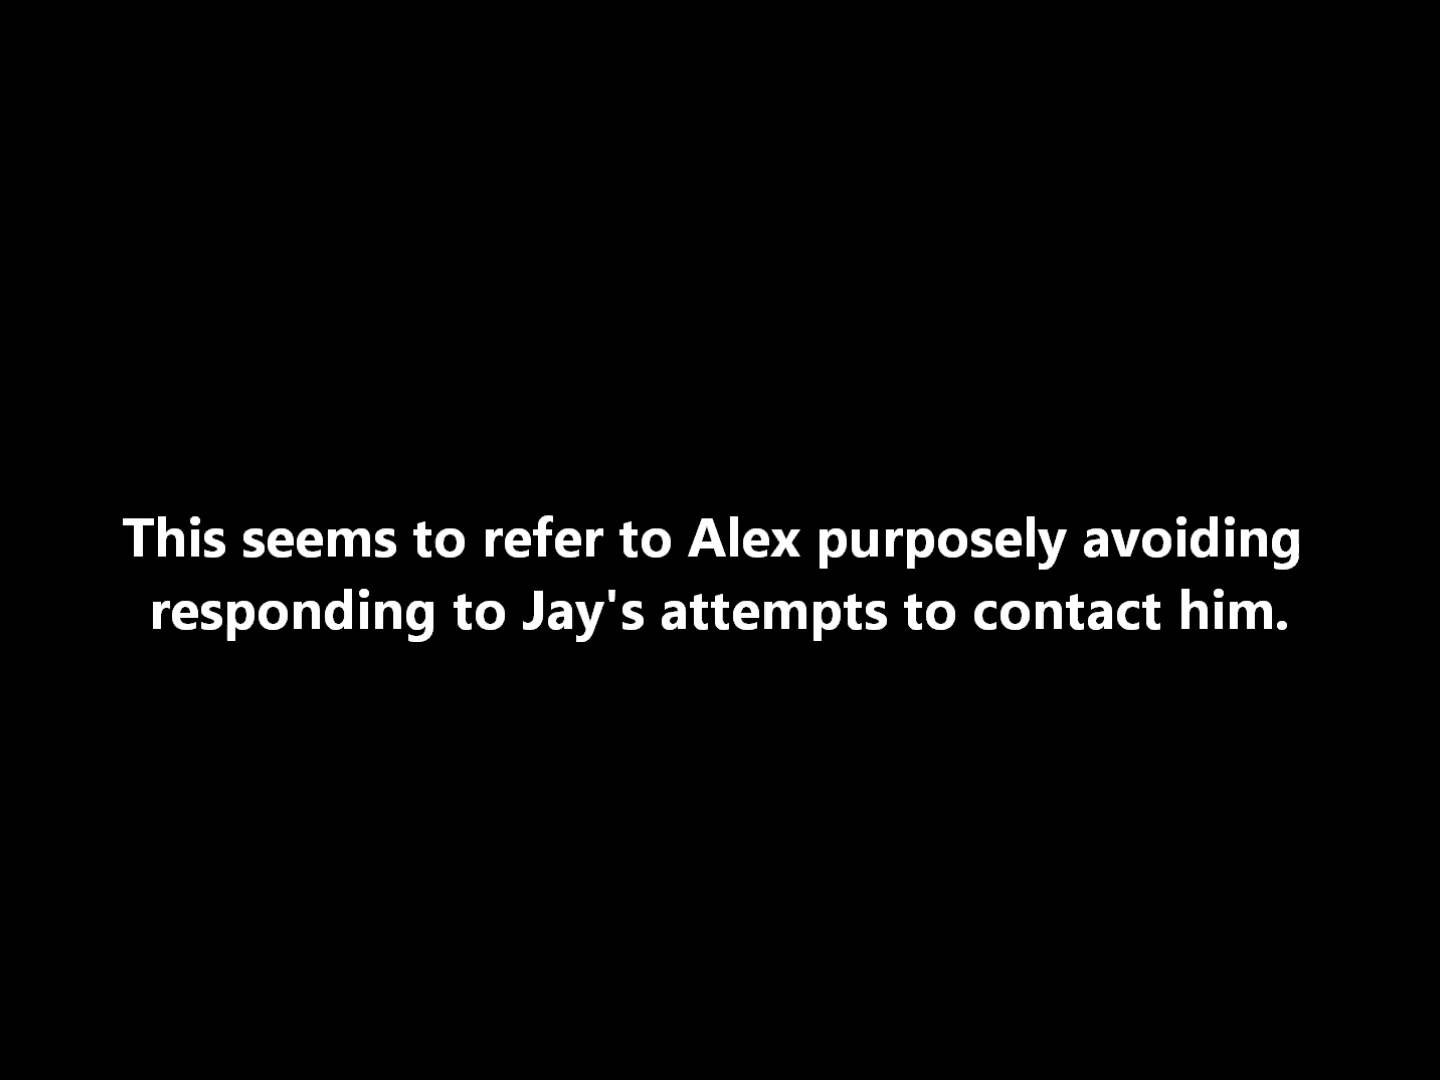 This seems to refer to Alex purposely avoiding
responding to Jay's attempts to contact him.